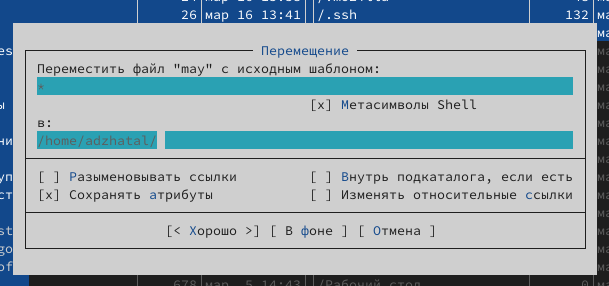 26 мар 16 13:41 /.ssh 132
Перемещение
Переместить файл "may" с исходным шаблоном:
*
[x] Метасимволы Shell
в:
/home/adzhatal/
[ ] Разыменовывать ссылки [ ] Внутрь подкаталога, если есть
[x] Сохранять атрибуты [ ] Изменять относительные ссылки
[< Хорошо >] [ В фоне ] [ Отмена ]
678 мар 5 14:43 /Рабочий стол 0